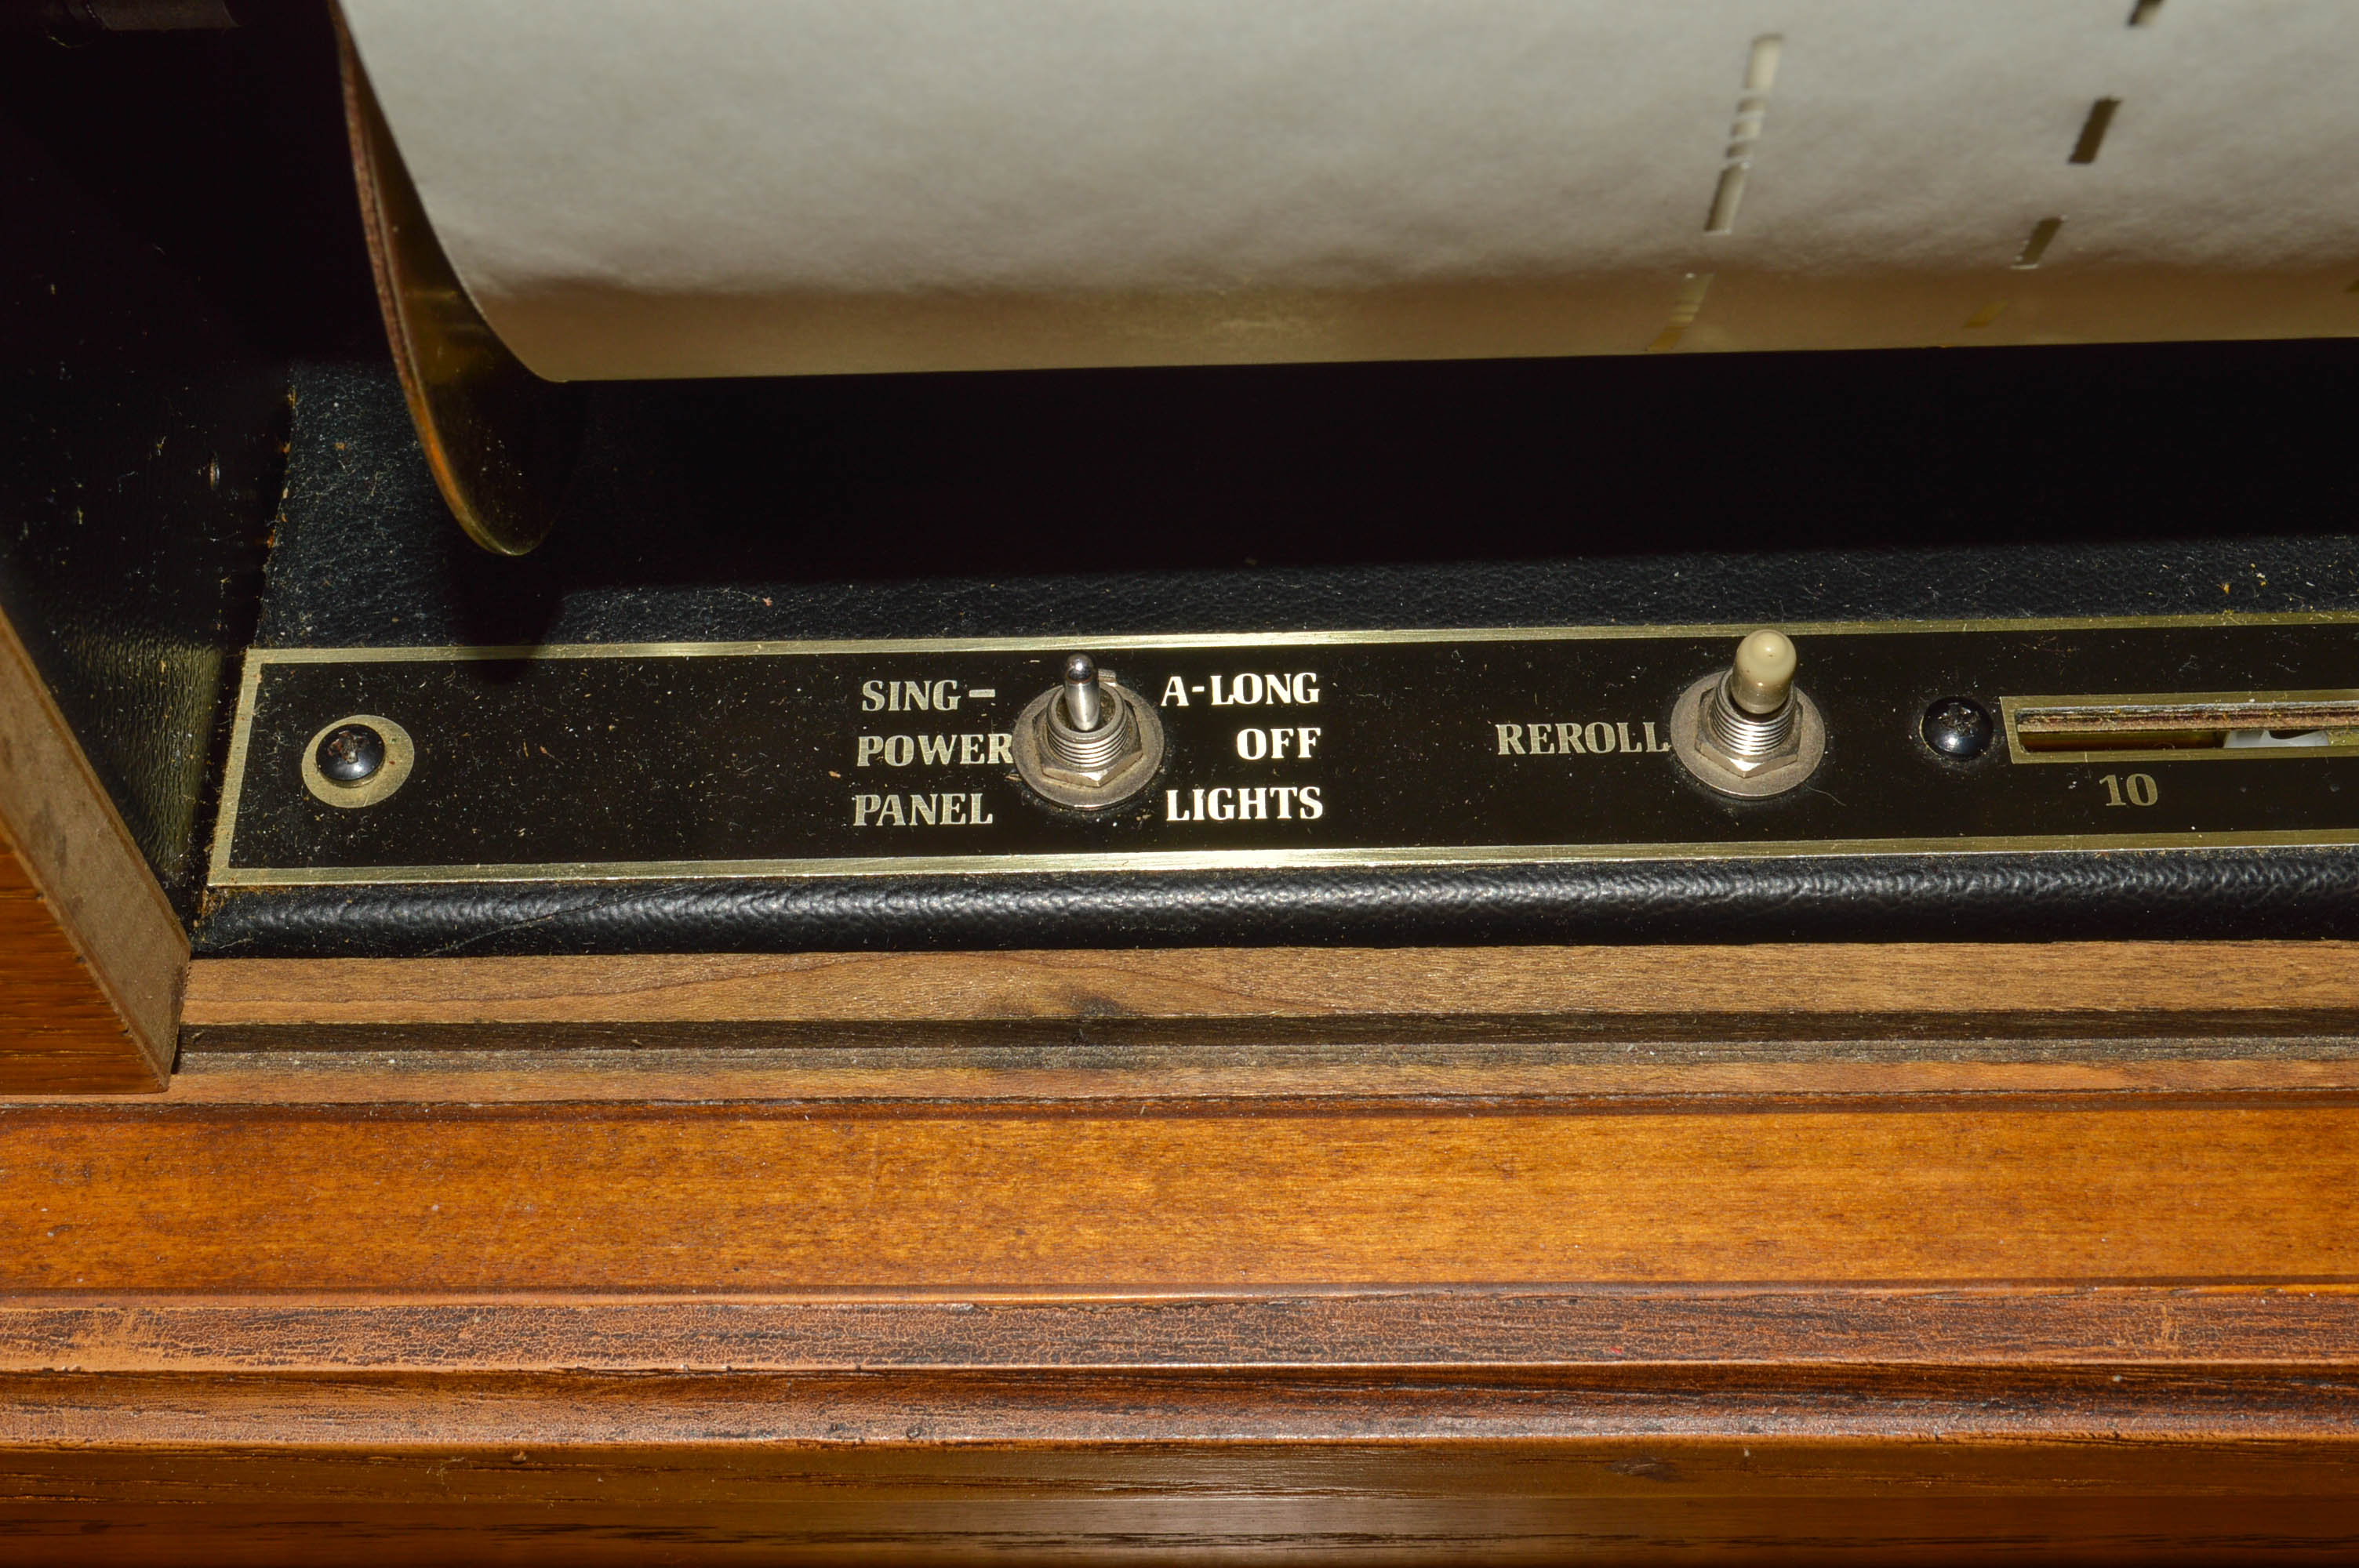 SING- A-LONG
POWER OFF
PANEL LIGHTS
REROLL
10